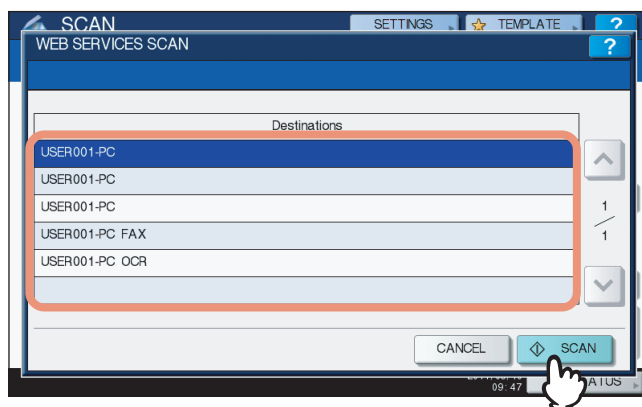 SCAN SETTINGS TEMPLATE ?
WEB SERVICES SCAN ?
Destinations
USER001-PC
USER001-PC
USER001-PC
USER001-PC FAX
USER001-PC OCR
1
1
CANCEL SCAN
09:47 ATUS